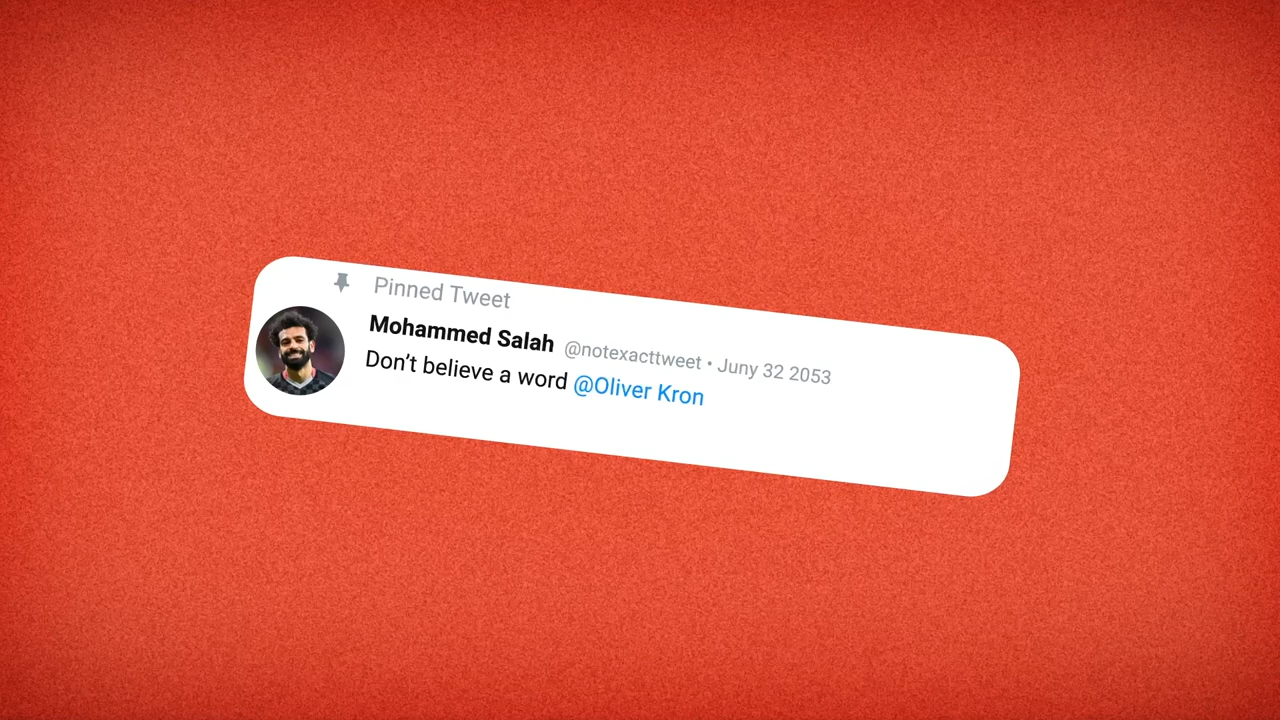 Pinned Tweet
Mohammed Salah @notexacttweet • Juny 32 2053
Don’t believe a word @Oliver Kron